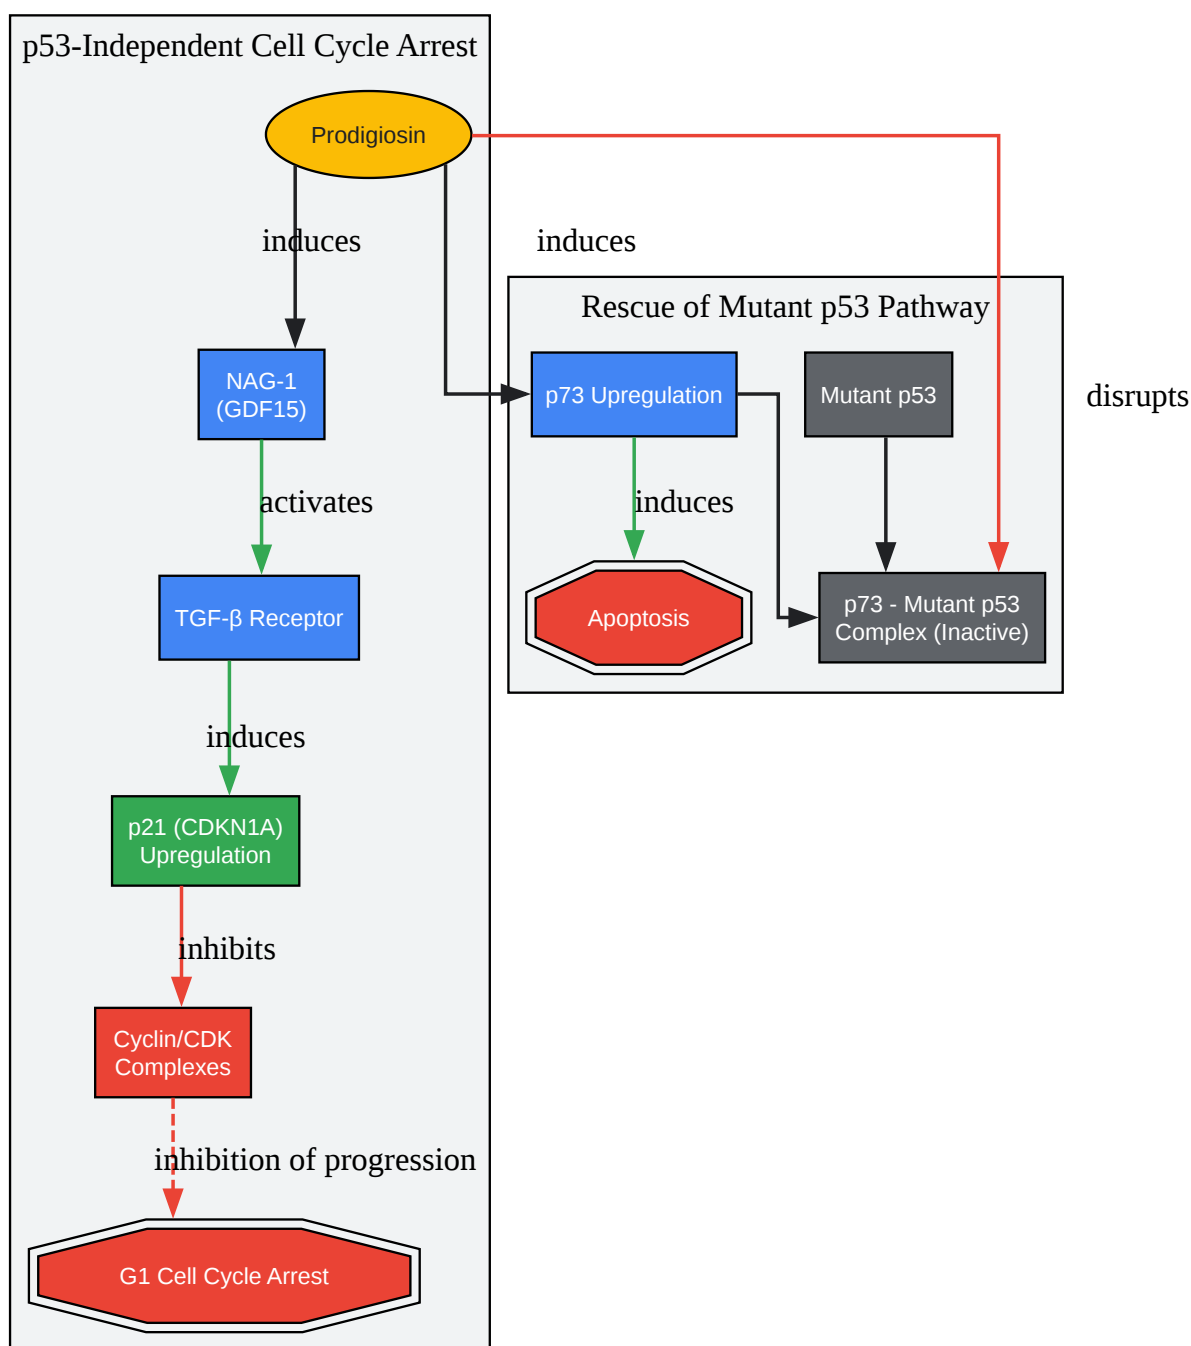 p53-Independent Cell Cycle Arrest
Prodigiosin
induces
induces
Rescue of Mutant p53 Pathway
NAG-1
(GDF15)
p73 Upregulation
Mutant p53
disrupts
activates
induces
TGF-β Receptor
Apoptosis
p73 - Mutant p53
Complex (Inactive)
induces
p21 (CDKN1A)
Upregulation
inhibits
Cyclin/CDK
Complexes
inhibition of progression
G1 Cell Cycle Arrest